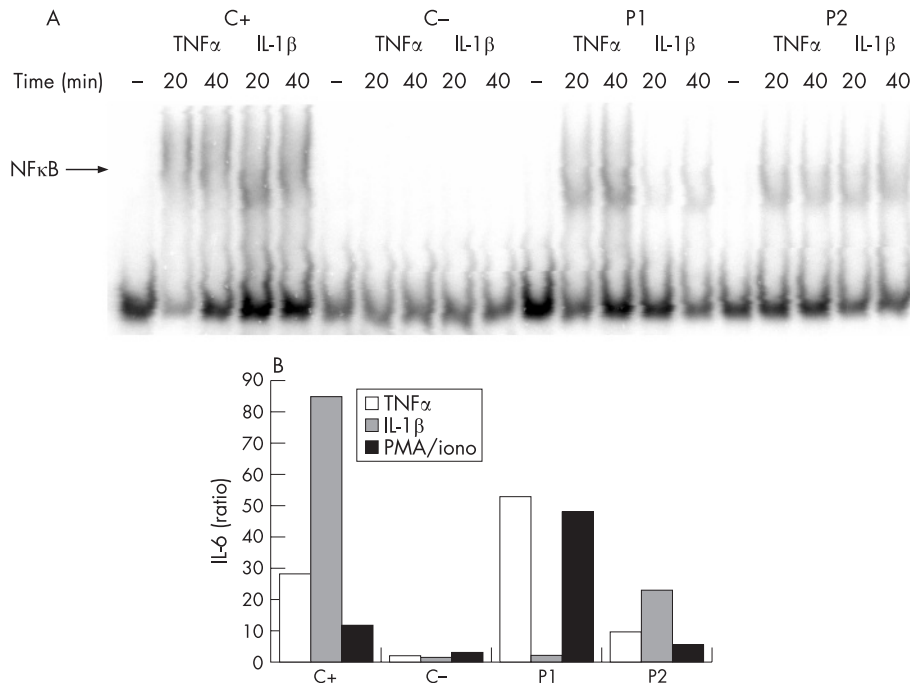 A C+ C– P1 P2
TNFα IL-1β TNFα IL-1β TNFα IL-1β TNFα IL-1β
Time (min) – 20 40 20 40 – 20 40 20 40 – 20 40 20 40 – 20 40 20 40
NFκB
B
90
80
70
60
50
40
30
20
10
0
IL-6 (ratio)
TNFα
IL-1β
PMA/iono
C+ C– P1 P2